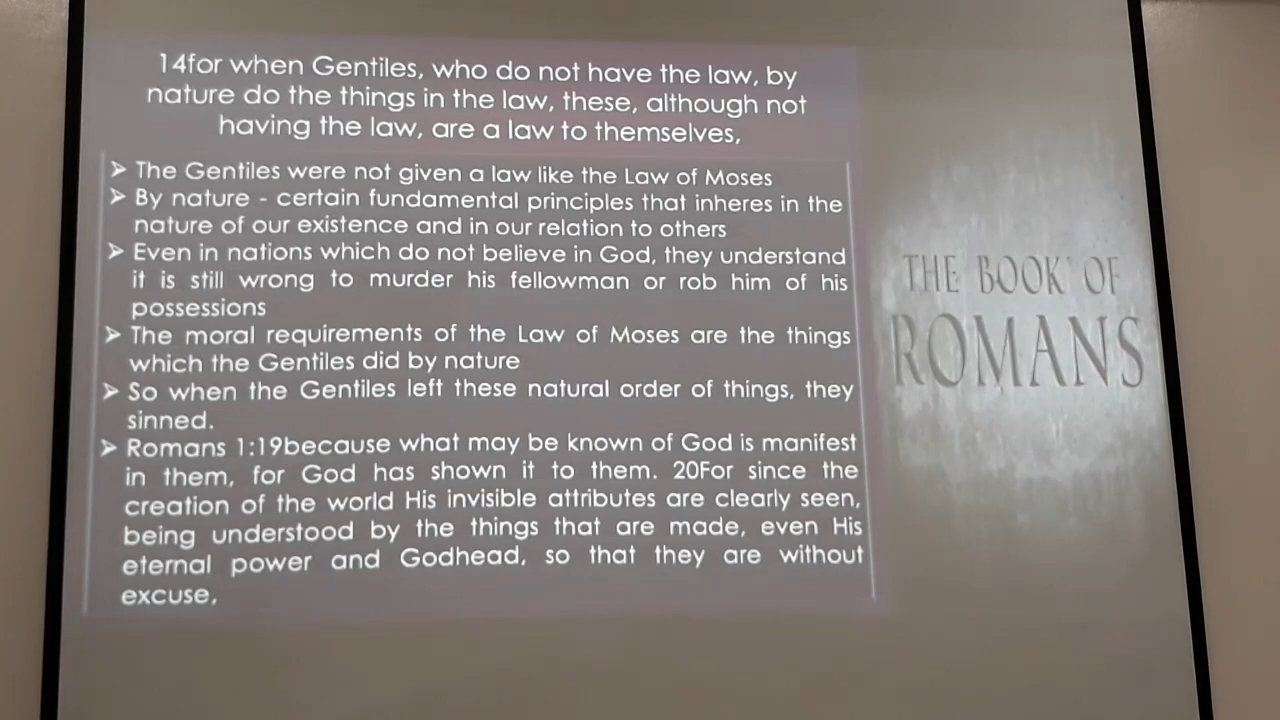 14for when Gentiles, who do not have the law, by
nature do the things in the law, these, although not
having the law, are a law to themselves,
➢ The Gentiles were not given a law like the Law of Moses
➢ By nature - certain fundamental principles that inheres in the
nature of our existence and in our relation to others
➢ Even in nations which do not believe in God, they understand
it is still wrong to murder his fellowman or rob him of his
possessions
➢ The moral requirements of the Law of Moses are the things
which the Gentiles did by nature
➢ So when the Gentiles left these natural order of things, they
sinned.
➢ Romans 1:19because what may be known of God is manifest
in them, for God has shown it to them. 20For since the
creation of the world His invisible attributes are clearly seen,
being understood by the things that are made, even His
eternal power and Godhead, so that they are without
excuse,
THE BOOK OF
ROMANS